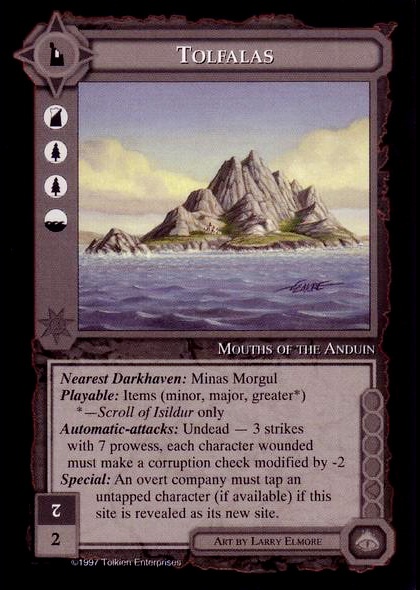 TOLFALAS
ELMORE
MOUTHS OF THE ANDUIN
Nearest Darkhaven: Minas Morgul
Playable: Items (minor, major, greater*)
*—Scroll of Isildur only
Automatic-attacks: Undead — 3 strikes
with 7 prowess, each character wounded
must make a corruption check modified by -2
Special: An overt company must tap an
untapped character (if available) if this
site is revealed as its new site.
2
2
ART BY LARRY ELMORE
©1997 Tolkien Enterprises